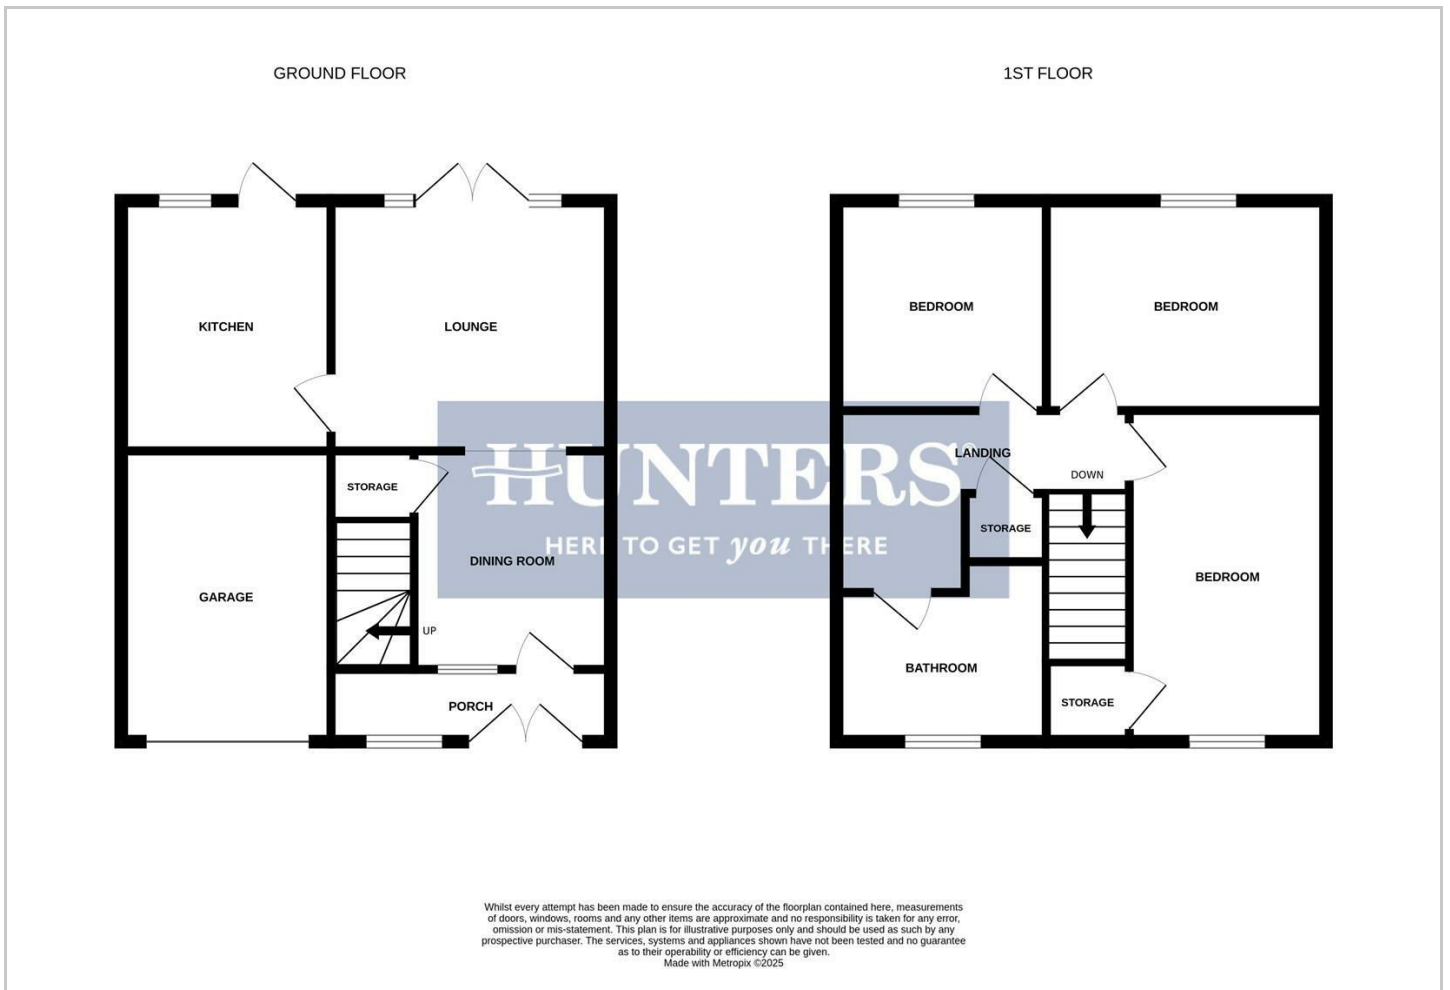 GROUND FLOOR
1ST FLOOR
KITCHEN
LOUNGE
STORAGE
GARAGE
DINING ROOM
UP
PORCH
BEDROOM
BEDROOM
LANDING
DOWN
STORAGE
BEDROOM
BATHROOM
STORAGE
HUNTERS®
HERE TO GET you THERE
Whilst every attempt has been made to ensure the accuracy of the floorplan contained here, measurements
of doors, windows, rooms and any other items are approximate and no responsibility is taken for any error,
omission or mis-statement. This plan is for illustrative purposes only and should be used as such by any
prospective purchaser. The services, systems and appliances shown have not been tested and no guarantee
as to their operability or efficiency can be given.
Made with Metropix ©2025